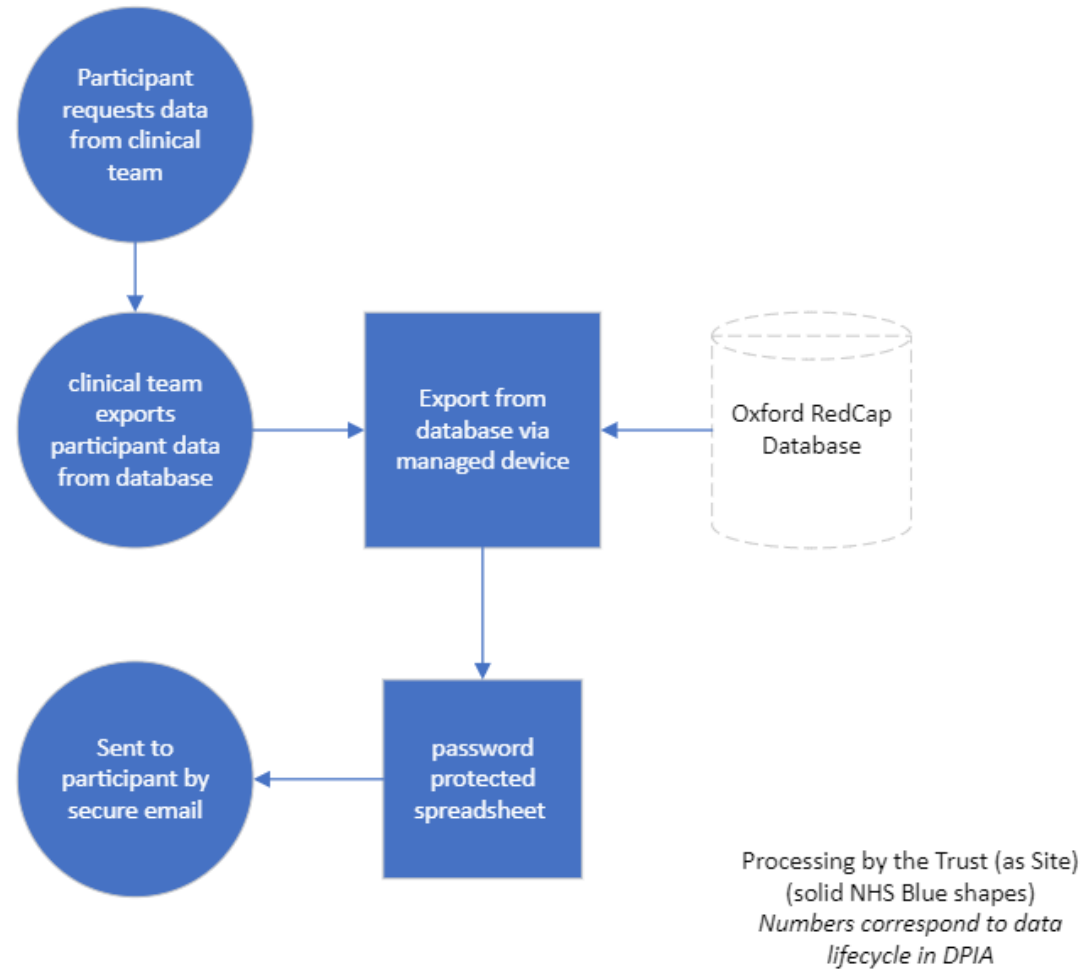 Participant
requests data
from clinical
team
clinical team
exports
participant data
from database
Export from
database via
managed device
Oxford RedCap
Database
Sent to
participant by
secure email
password
protected
spreadsheet
Processing by the Trust (as Site)
(solid NHS Blue shapes)
Numbers correspond to data
lifecycle in DPIA